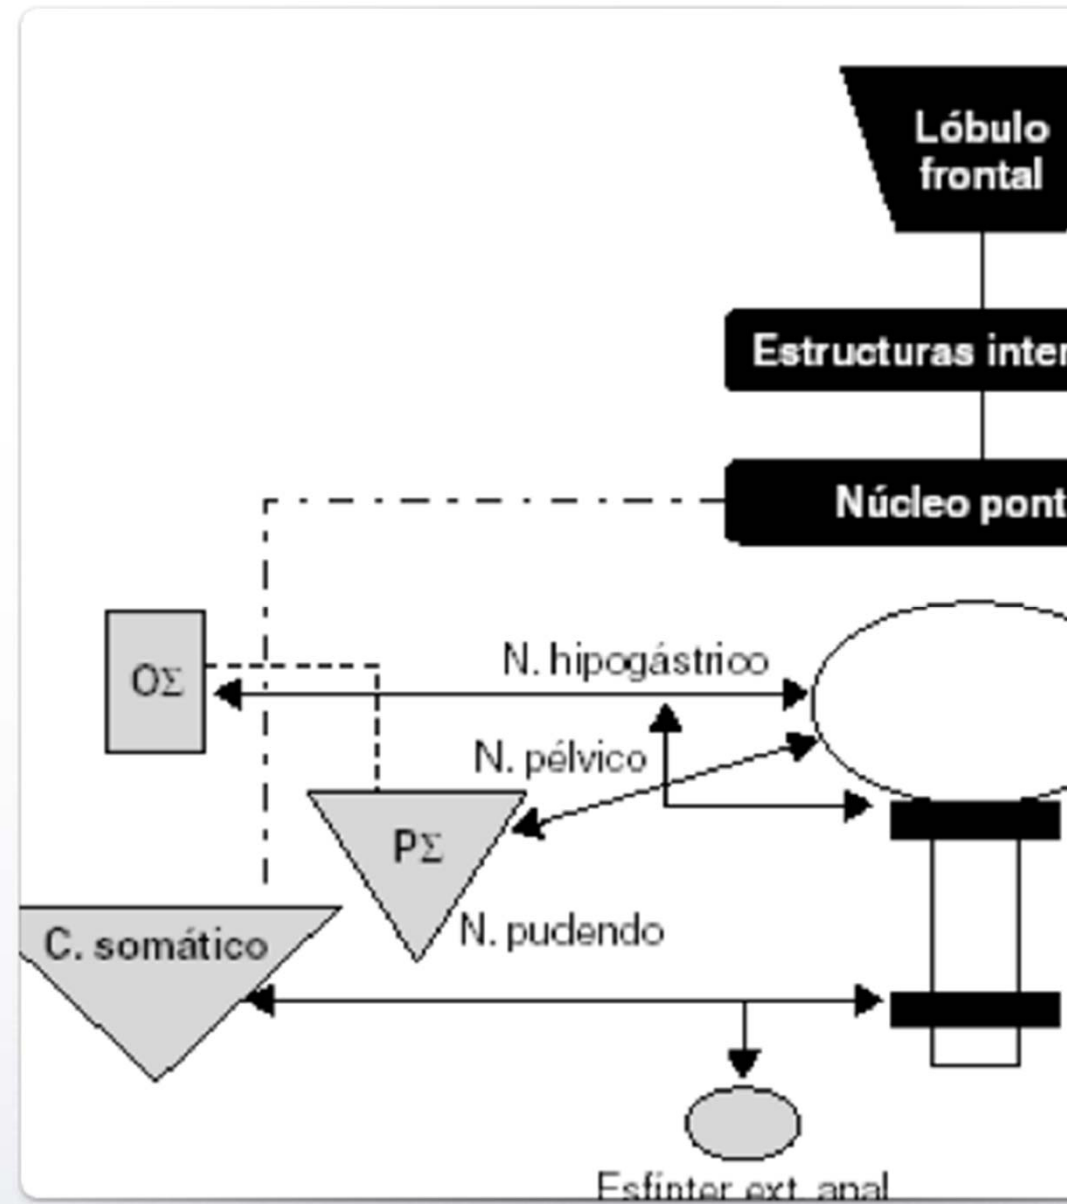 Lóbulo
frontal
Estructuras inter
Núcleo pont
OΣ
N. hipogástrico
N. pélvico
PΣ
N. pudendo
C. somático
Esfínter ext. anal